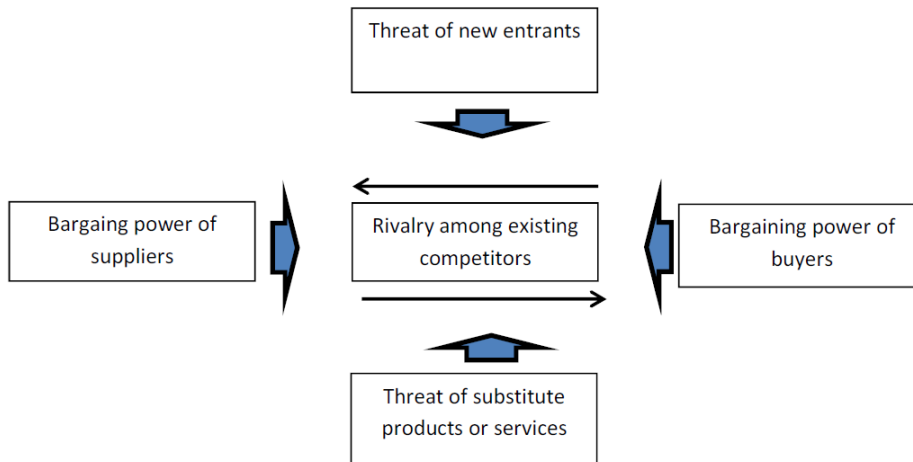 Threat of new entrants
Bargaing power of
suppliers
Rivalry among existing
competitors
Bargaining power of
buyers
Threat of substitute
products or services